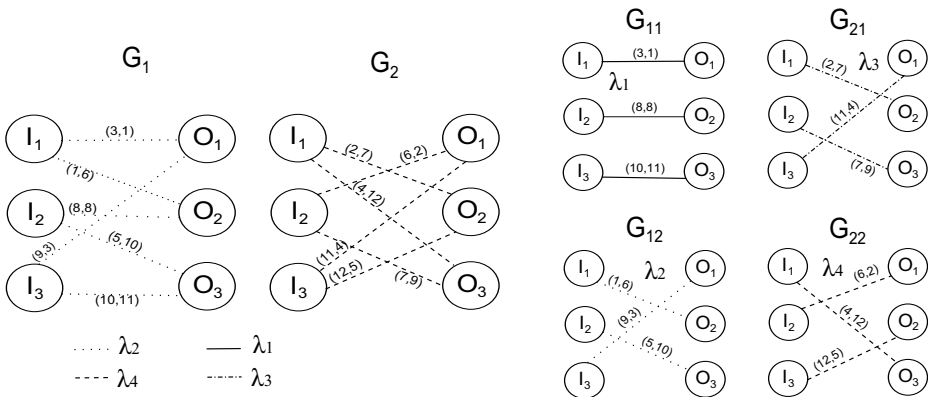 G1
(3,1)
(1,6)
(8,8)
(5,10)
(9,3)
(10,11)
I1
I2
I3
O1
O2
O3
G2
(2,7)
(6,2)
(4,12)
(11,4)
(12,5)
(7,9)
I1
I2
I3
O1
O2
O3
λ2
λ1
λ4
λ3
G11
I1 (3,1) O1
λ1
I2 (8,8) O2
I3 (10,11) O3
G21
I1 (2,7) λ3 O1
I2 (11,4) O2
I3 (7,9) O3
G12
I1 (1,6) λ2 O1
I2 (9,3) O2
I3 (5,10) O3
G22
I1 λ4 (6,2) O1
I2 (4,12) O2
I3 (12,5) O3